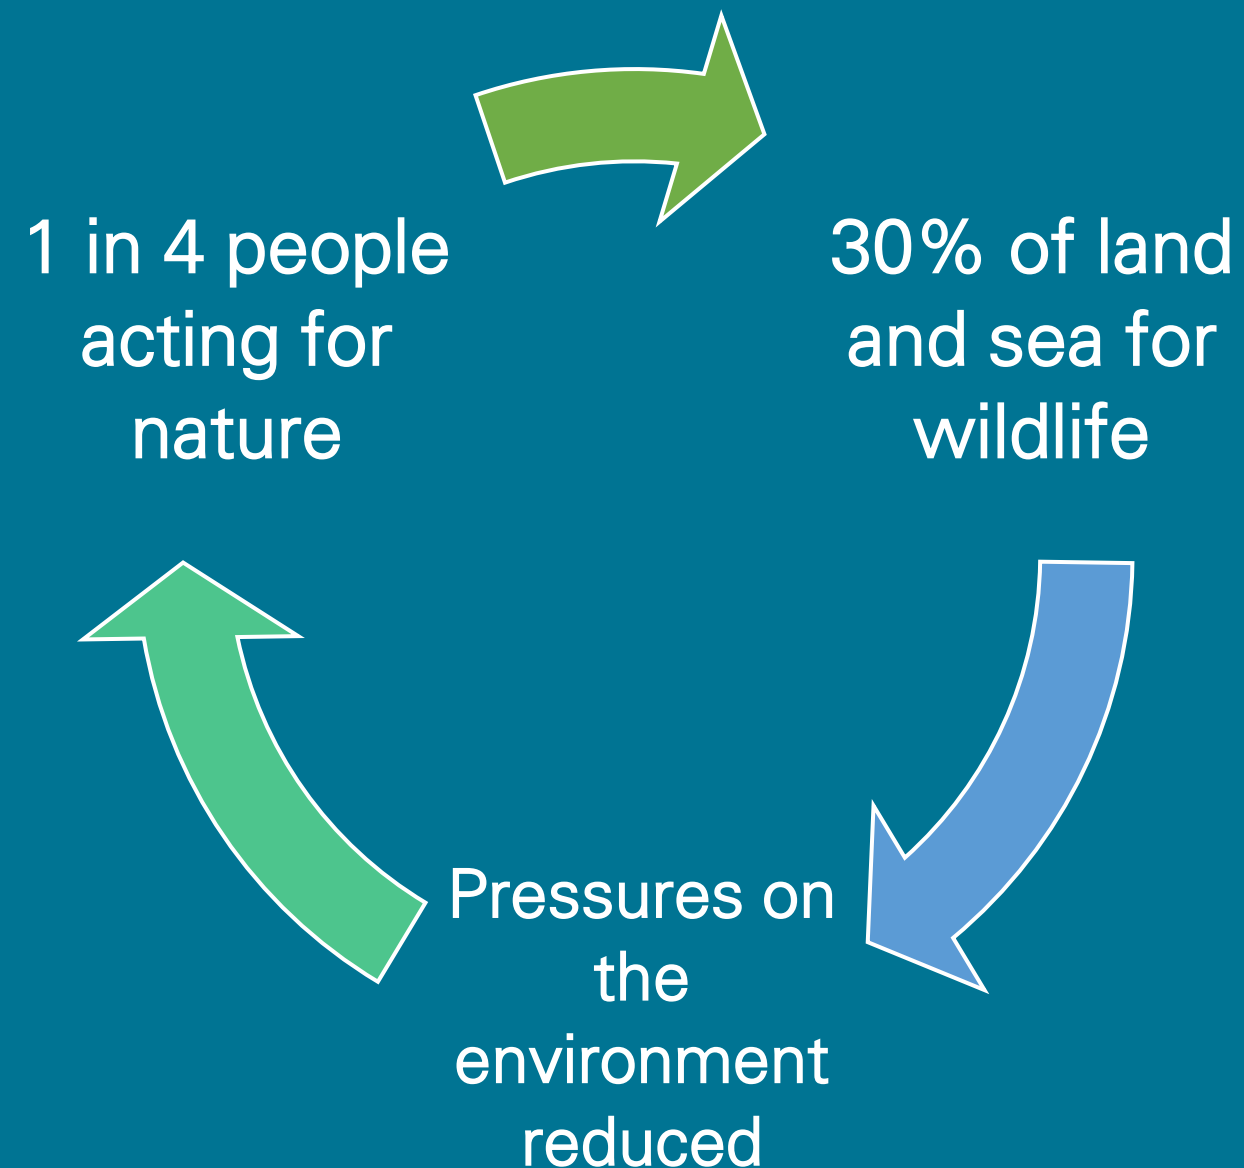 1 in 4 people
acting for
nature
30% of land
and sea for
wildlife
Pressures on
the
environment
reduced